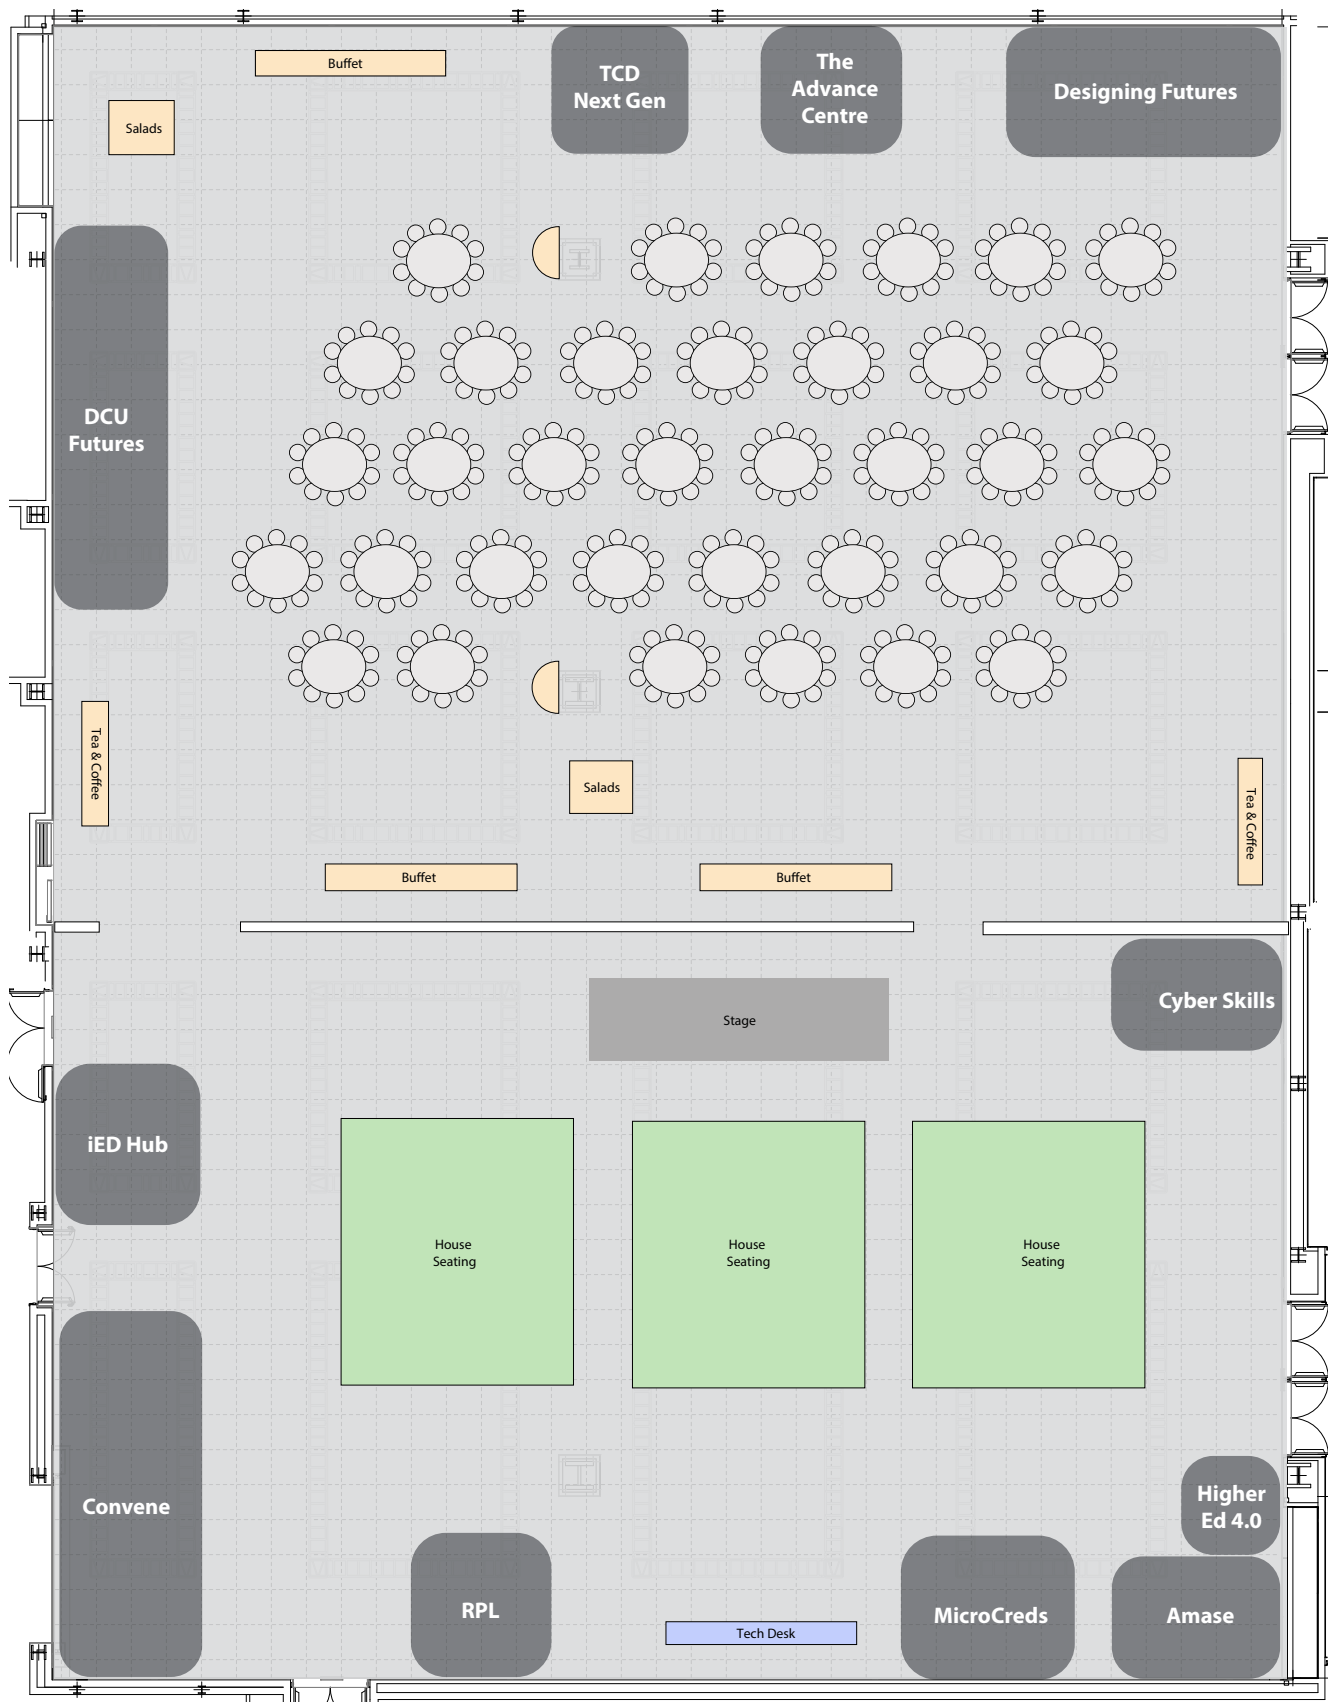 Buffet
TCD
Next Gen
The
Advance
Centre
Designing Futures
Salads
DCU
Futures
Tea & Coffee
Salads
Tea & Coffee
Buffet
Buffet
Cyber Skills
Stage
iED Hub
House
Seating
House
Seating
House
Seating
Convene
Higher
Ed 4.0
RPL
MicroCreds
Amase
Tech Desk